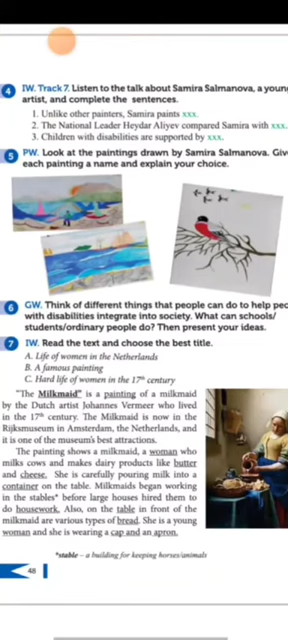 4 IW. Track 7. Listen to the talk about Samira Salmanova, a young
artist, and complete the sentences.
1. Unlike other painters, Samira paints xxx.
2. The National Leader Heydar Aliyev compared Samira with xxx.
3. Children with disabilities are supported by xxx.
5 PW. Look at the paintings drawn by Samira Salmanova. Give
each painting a name and explain your choice.
6 GW. Think of different things that people can do to help peo
with disabilities integrate into society. What can schools/
students/ordinary people do? Then present your ideas.
7 IW. Read the text and choose the best title.
A. Life of women in the Netherlands
B. A famous painting
C. Hard life of women in the 17th century
"The Milkmaid" is a painting of a milkmaid
by the Dutch artist Johannes Vermeer who lived
in the 17th century. The Milkmaid is now in the
Rijksmuseum in Amsterdam, the Netherlands, and
it is one of the museum's best attractions.
The painting shows a milkmaid, a woman who
milks cows and makes dairy products like butter
and cheese. She is carefully pouring milk into a
container on the table. Milkmaids began working
in the stables* before large houses hired them to
do housework. Also, on the table in front of the
milkmaid are various types of bread. She is a young
woman and she is wearing a cap and an apron.
*stable – a building for keeping horses/animals
48